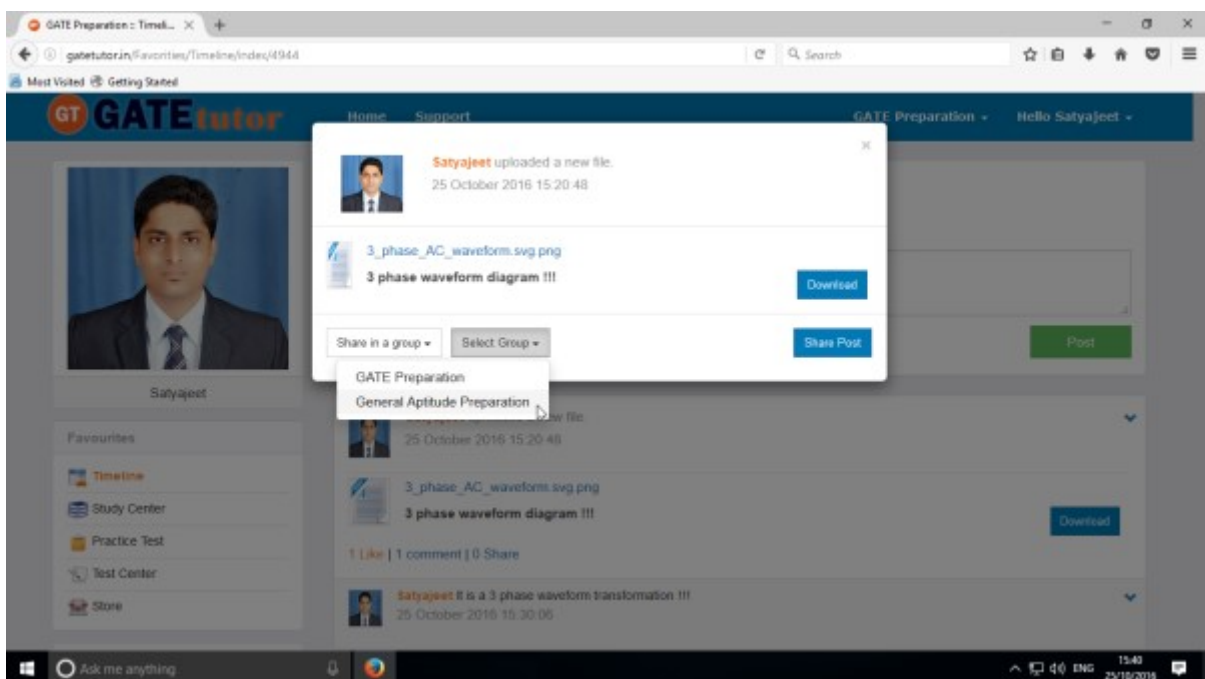 GATE Preparation :: Timeli...
gatetutor.in/Favorities/Timeline/index/4944
Search
Most Visited Getting Started
GT GATEtutor Home Support GATE Preparation Hello Satyajeet
Satyajeet uploaded a new file.
25 October 2016 15:20:48
3_phase_AC_waveform.svg.png
3 phase waveform diagram !!!
Download
Share in a group Select Group Share Post
GATE Preparation
General Aptitude Preparation
Post
Satyajeet
Favourites
Timeline
Study Center
Practice Test
Test Center
Store
new file.
25 October 2016 15:20:48
3_phase_AC_waveform.svg.png
3 phase waveform diagram !!!
Download
1 Like | 1 comment | 0 Share
Satyajeet It is a 3 phase waveform transformation !!!
25 October 2016 15:30:06
Ask me anything
ENG
15:40
25/10/2016